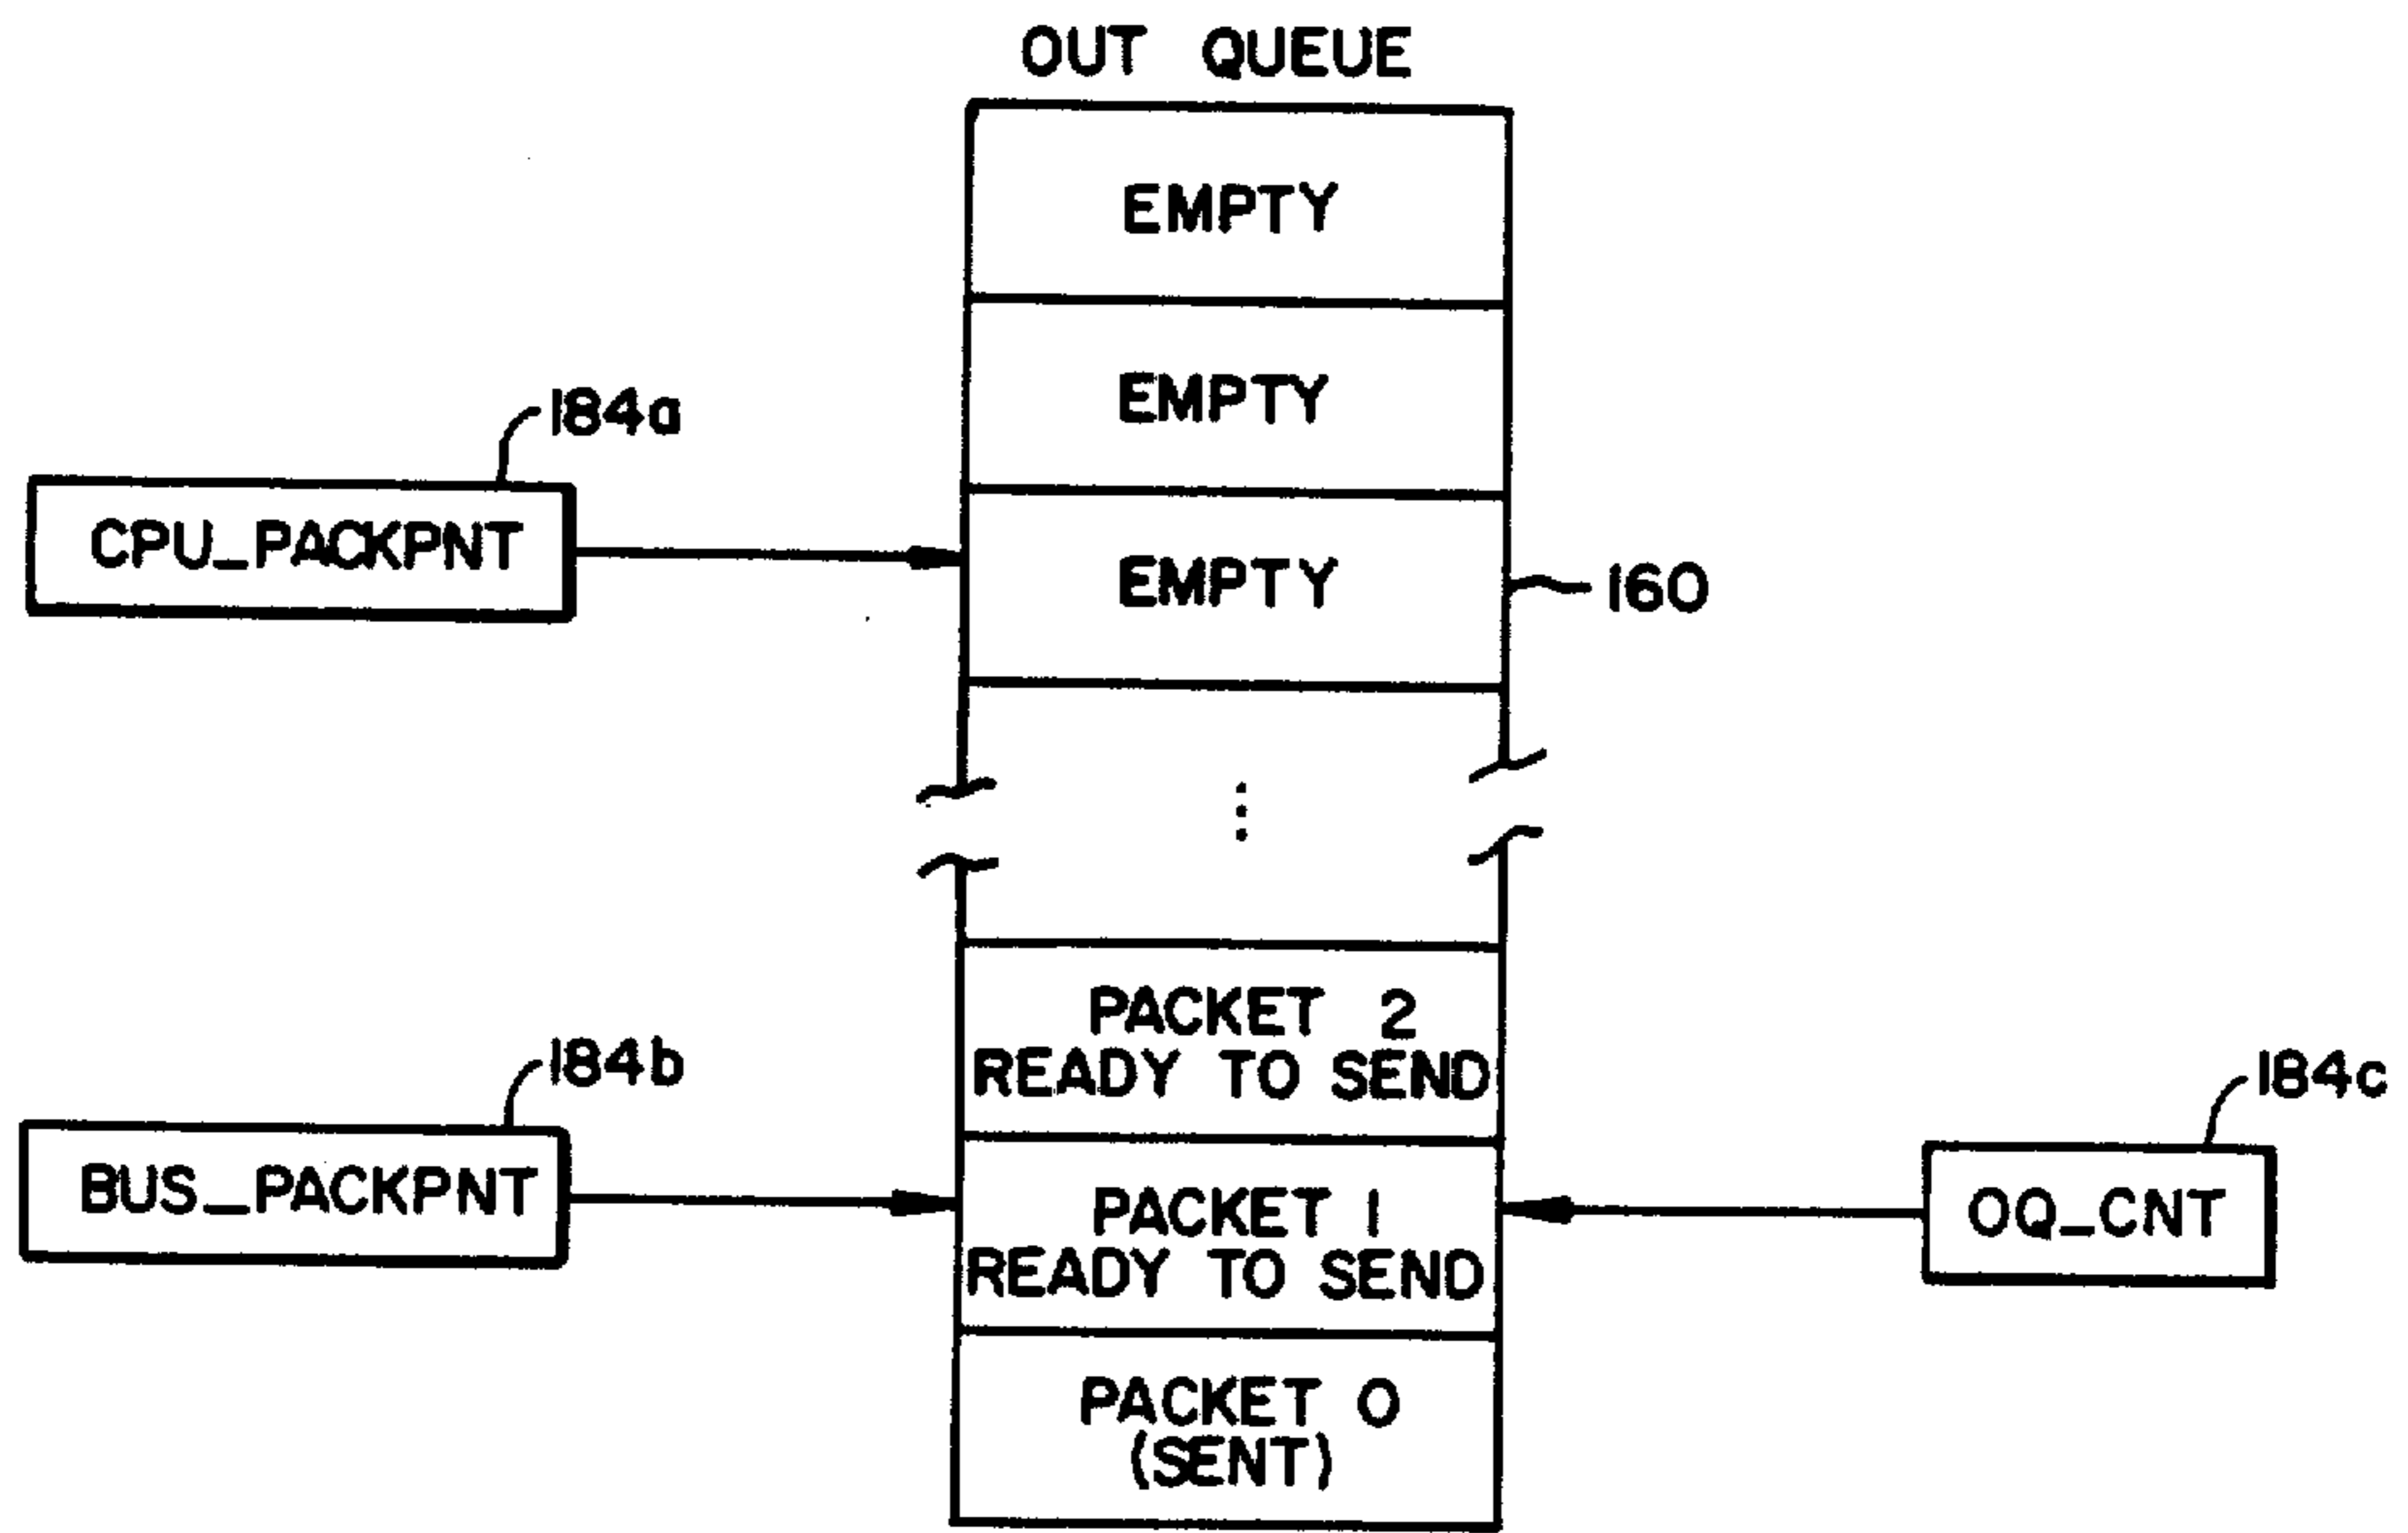 OUT QUEUE
EMPTY
EMPTY
184a
CPU_PACKPNT
EMPTY
160
PACKET 2
READY TO SEND
184b
184c
BUS_PACKPNT
PACKET 1
READY TO SEND
OQ_CNT
PACKET 0
(SENT)